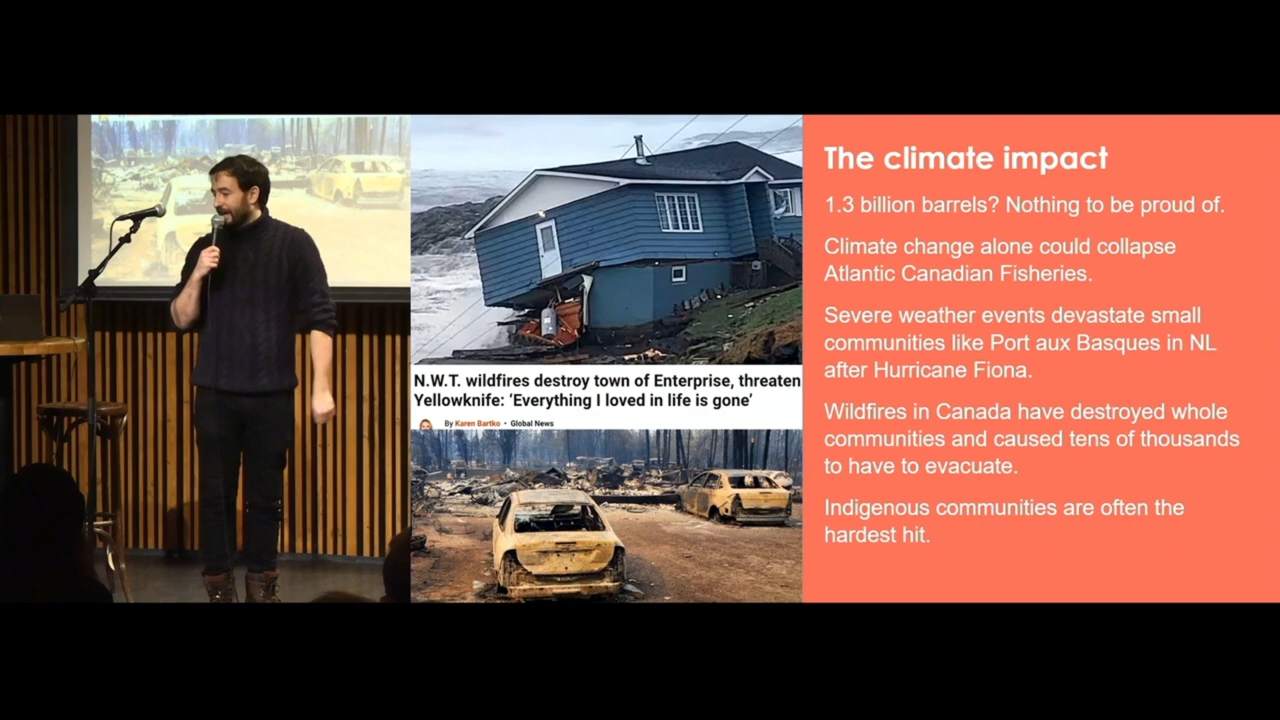 N.W.T. wildfires destroy town of Enterprise, threaten
Yellowknife: ‘Everything I loved in life is gone’
By Karen Bartko • Global News
The climate impact
1.3 billion barrels? Nothing to be proud of.
Climate change alone could collapse
Atlantic Canadian Fisheries.
Severe weather events devastate small
communities like Port aux Basques in NL
after Hurricane Fiona.
Wildfires in Canada have destroyed whole
communities and caused tens of thousands
to have to evacuate.
Indigenous communities are often the
hardest hit.